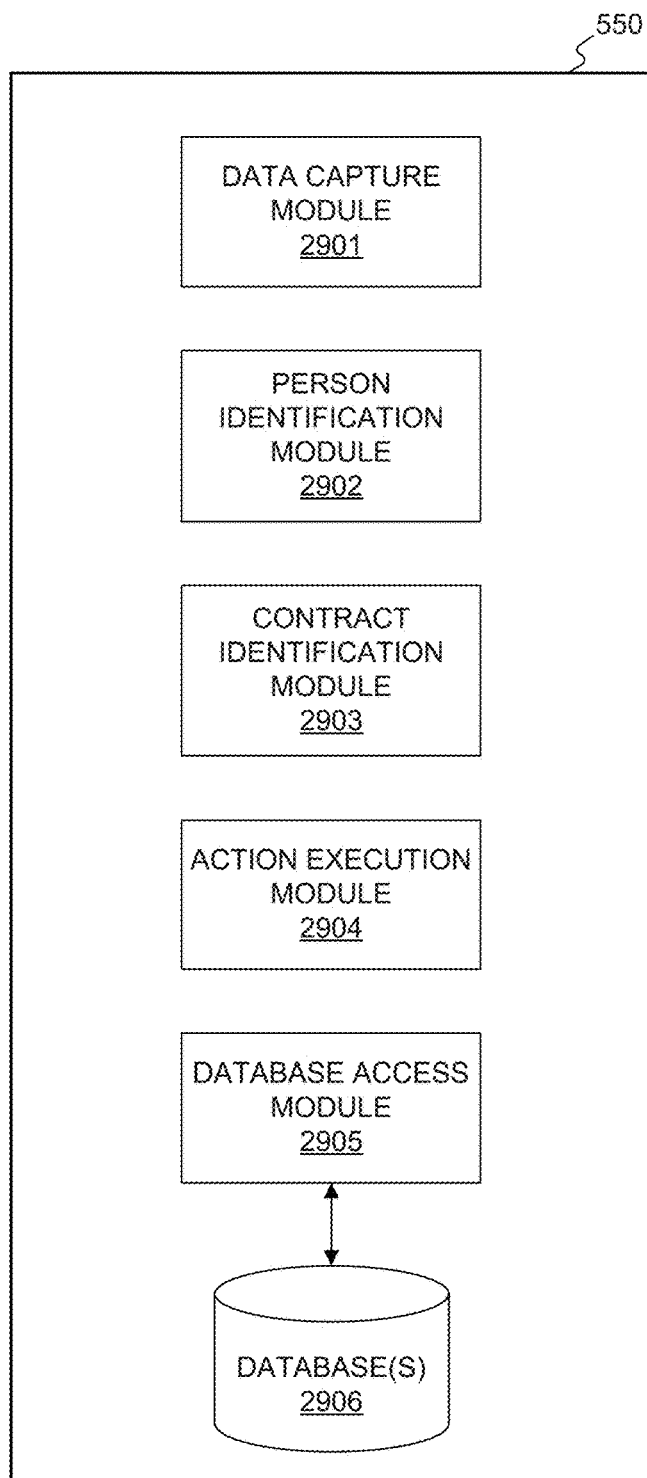 550
DATA CAPTURE
MODULE
2901
PERSON
IDENTIFICATION
MODULE
2902
CONTRACT
IDENTIFICATION
MODULE
2903
ACTION EXECUTION
MODULE
2904
DATABASE ACCESS
MODULE
2905
DATABASE(S)
2906